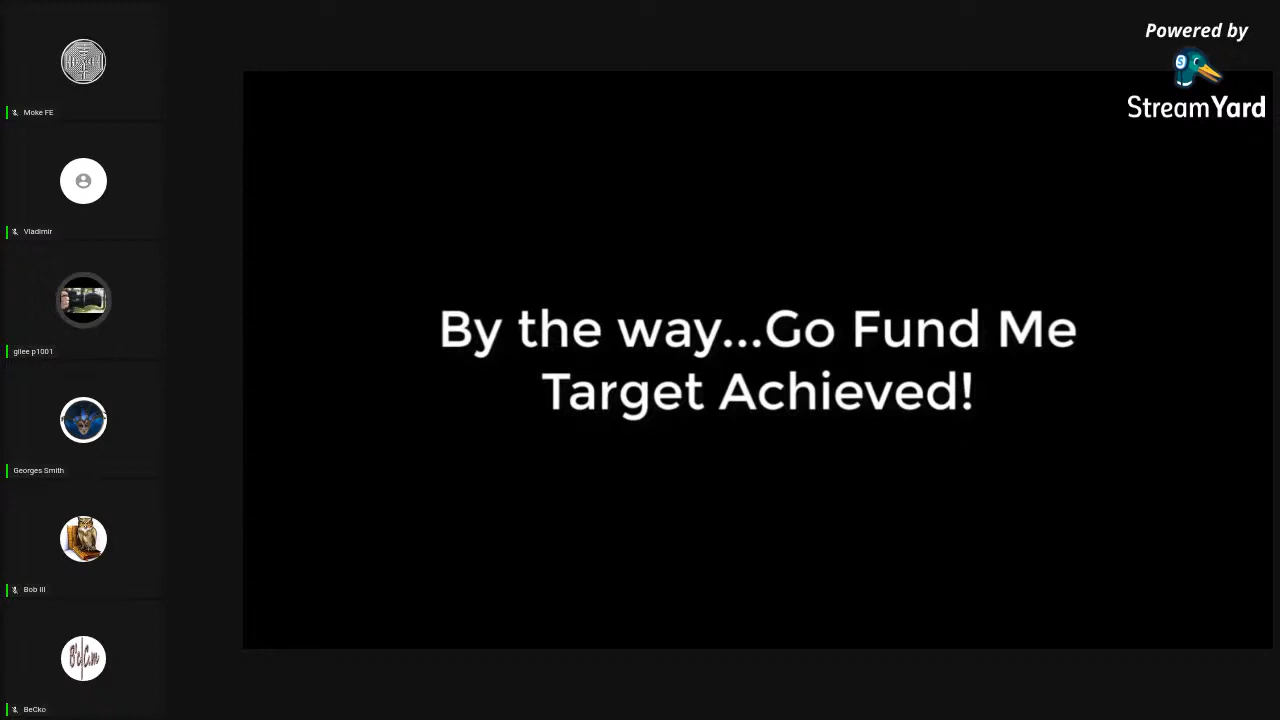 Powered by
StreamYard
Moke FE
Vladimir
gilee p1001
Georges Smith
Bob III
BeCko
By the way...Go Fund Me
Target Achieved!